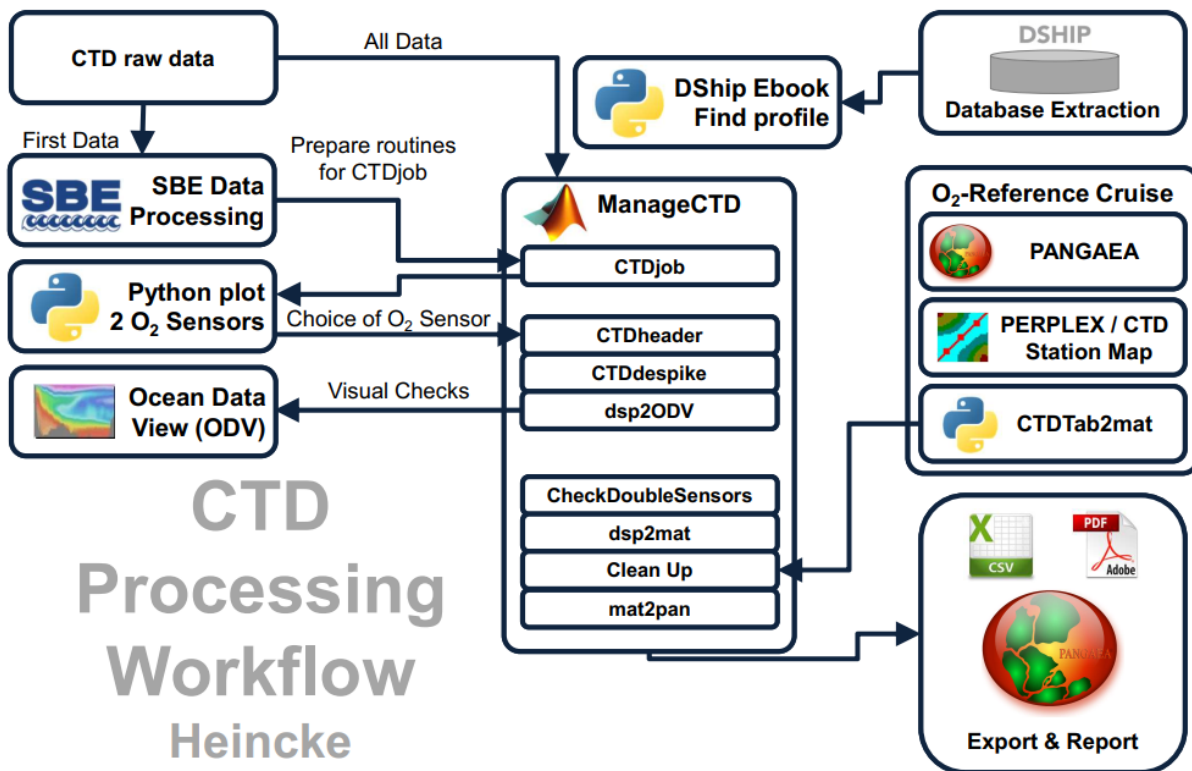 CTD raw data
All Data
DSHIP
Database Extraction
DShip Ebook
Find profile
First Data
Prepare routines
for CTDjob
SBE
SBE Data
Processing
ManageCTD
CTDjob
O₂-Reference Cruise
PANGAEA
PERPLEX / CTD
Station Map
CTDTab2mat
Python plot
2 O₂ Sensors
Choice of O₂ Sensor
CTDheader
CTDdespike
dsp2ODV
Ocean Data
View (ODV)
Visual Checks
CheckDoubleSensors
dsp2mat
Clean Up
mat2pan
X
CSV
PDF
Adobe
PANGAEA
Export & Report
CTD
Processing
Workflow
Heincke